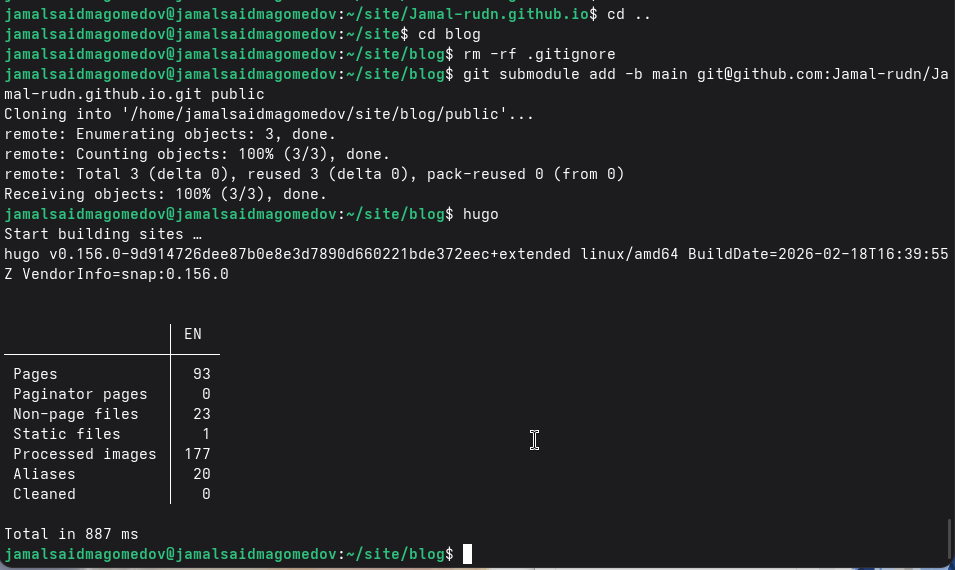 jamalsaidmagomedov@jamalsaidmagomedov:~/site/Jamal-rudn.github.io$ cd ..
jamalsaidmagomedov@jamalsaidmagomedov:~/site$ cd blog
jamalsaidmagomedov@jamalsaidmagomedov:~/site/blog$ rm -rf .gitignore
jamalsaidmagomedov@jamalsaidmagomedov:~/site/blog$ git submodule add -b main git@github.com:Jamal-rudn/Ja
mal-rudn.github.io.git public
Cloning into '/home/jamalsaidmagomedov/site/blog/public'...
remote: Enumerating objects: 3, done.
remote: Counting objects: 100% (3/3), done.
remote: Total 3 (delta 0), reused 3 (delta 0), pack-reused 0 (from 0)
Receiving objects: 100% (3/3), done.
jamalsaidmagomedov@jamalsaidmagomedov:~/site/blog$ hugo
Start building sites …
hugo v0.156.0-9d914726dee87b0e8e3d7890d660221bde372eec+extended linux/amd64 BuildDate=2026-02-18T16:39:55
Z VendorInfo=snap:0.156.0
EN
Pages 93
Paginator pages 0
Non-page files 23
Static files 1
Processed images 177
Aliases 20
Cleaned 0
Total in 887 ms
jamalsaidmagomedov@jamalsaidmagomedov:~/site/blog$